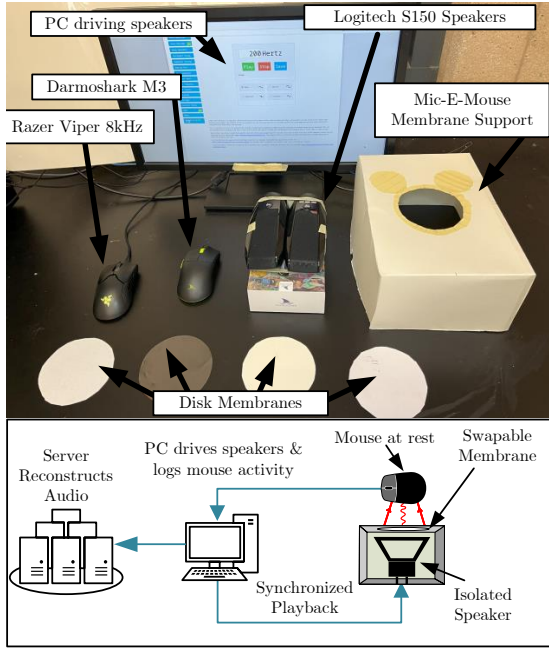 PC driving speakers
Logitech S150 Speakers
Darmoshark M3
Razer Viper 8kHz
Mic-E-Mouse
Membrane Support
200 Hertz
Disk Membranes
Server
Reconstructs
Audio
PC drives speakers &
logs mouse activity
Mouse at rest
Swapable
Membrane
Synchronized
Playback
Isolated
Speaker